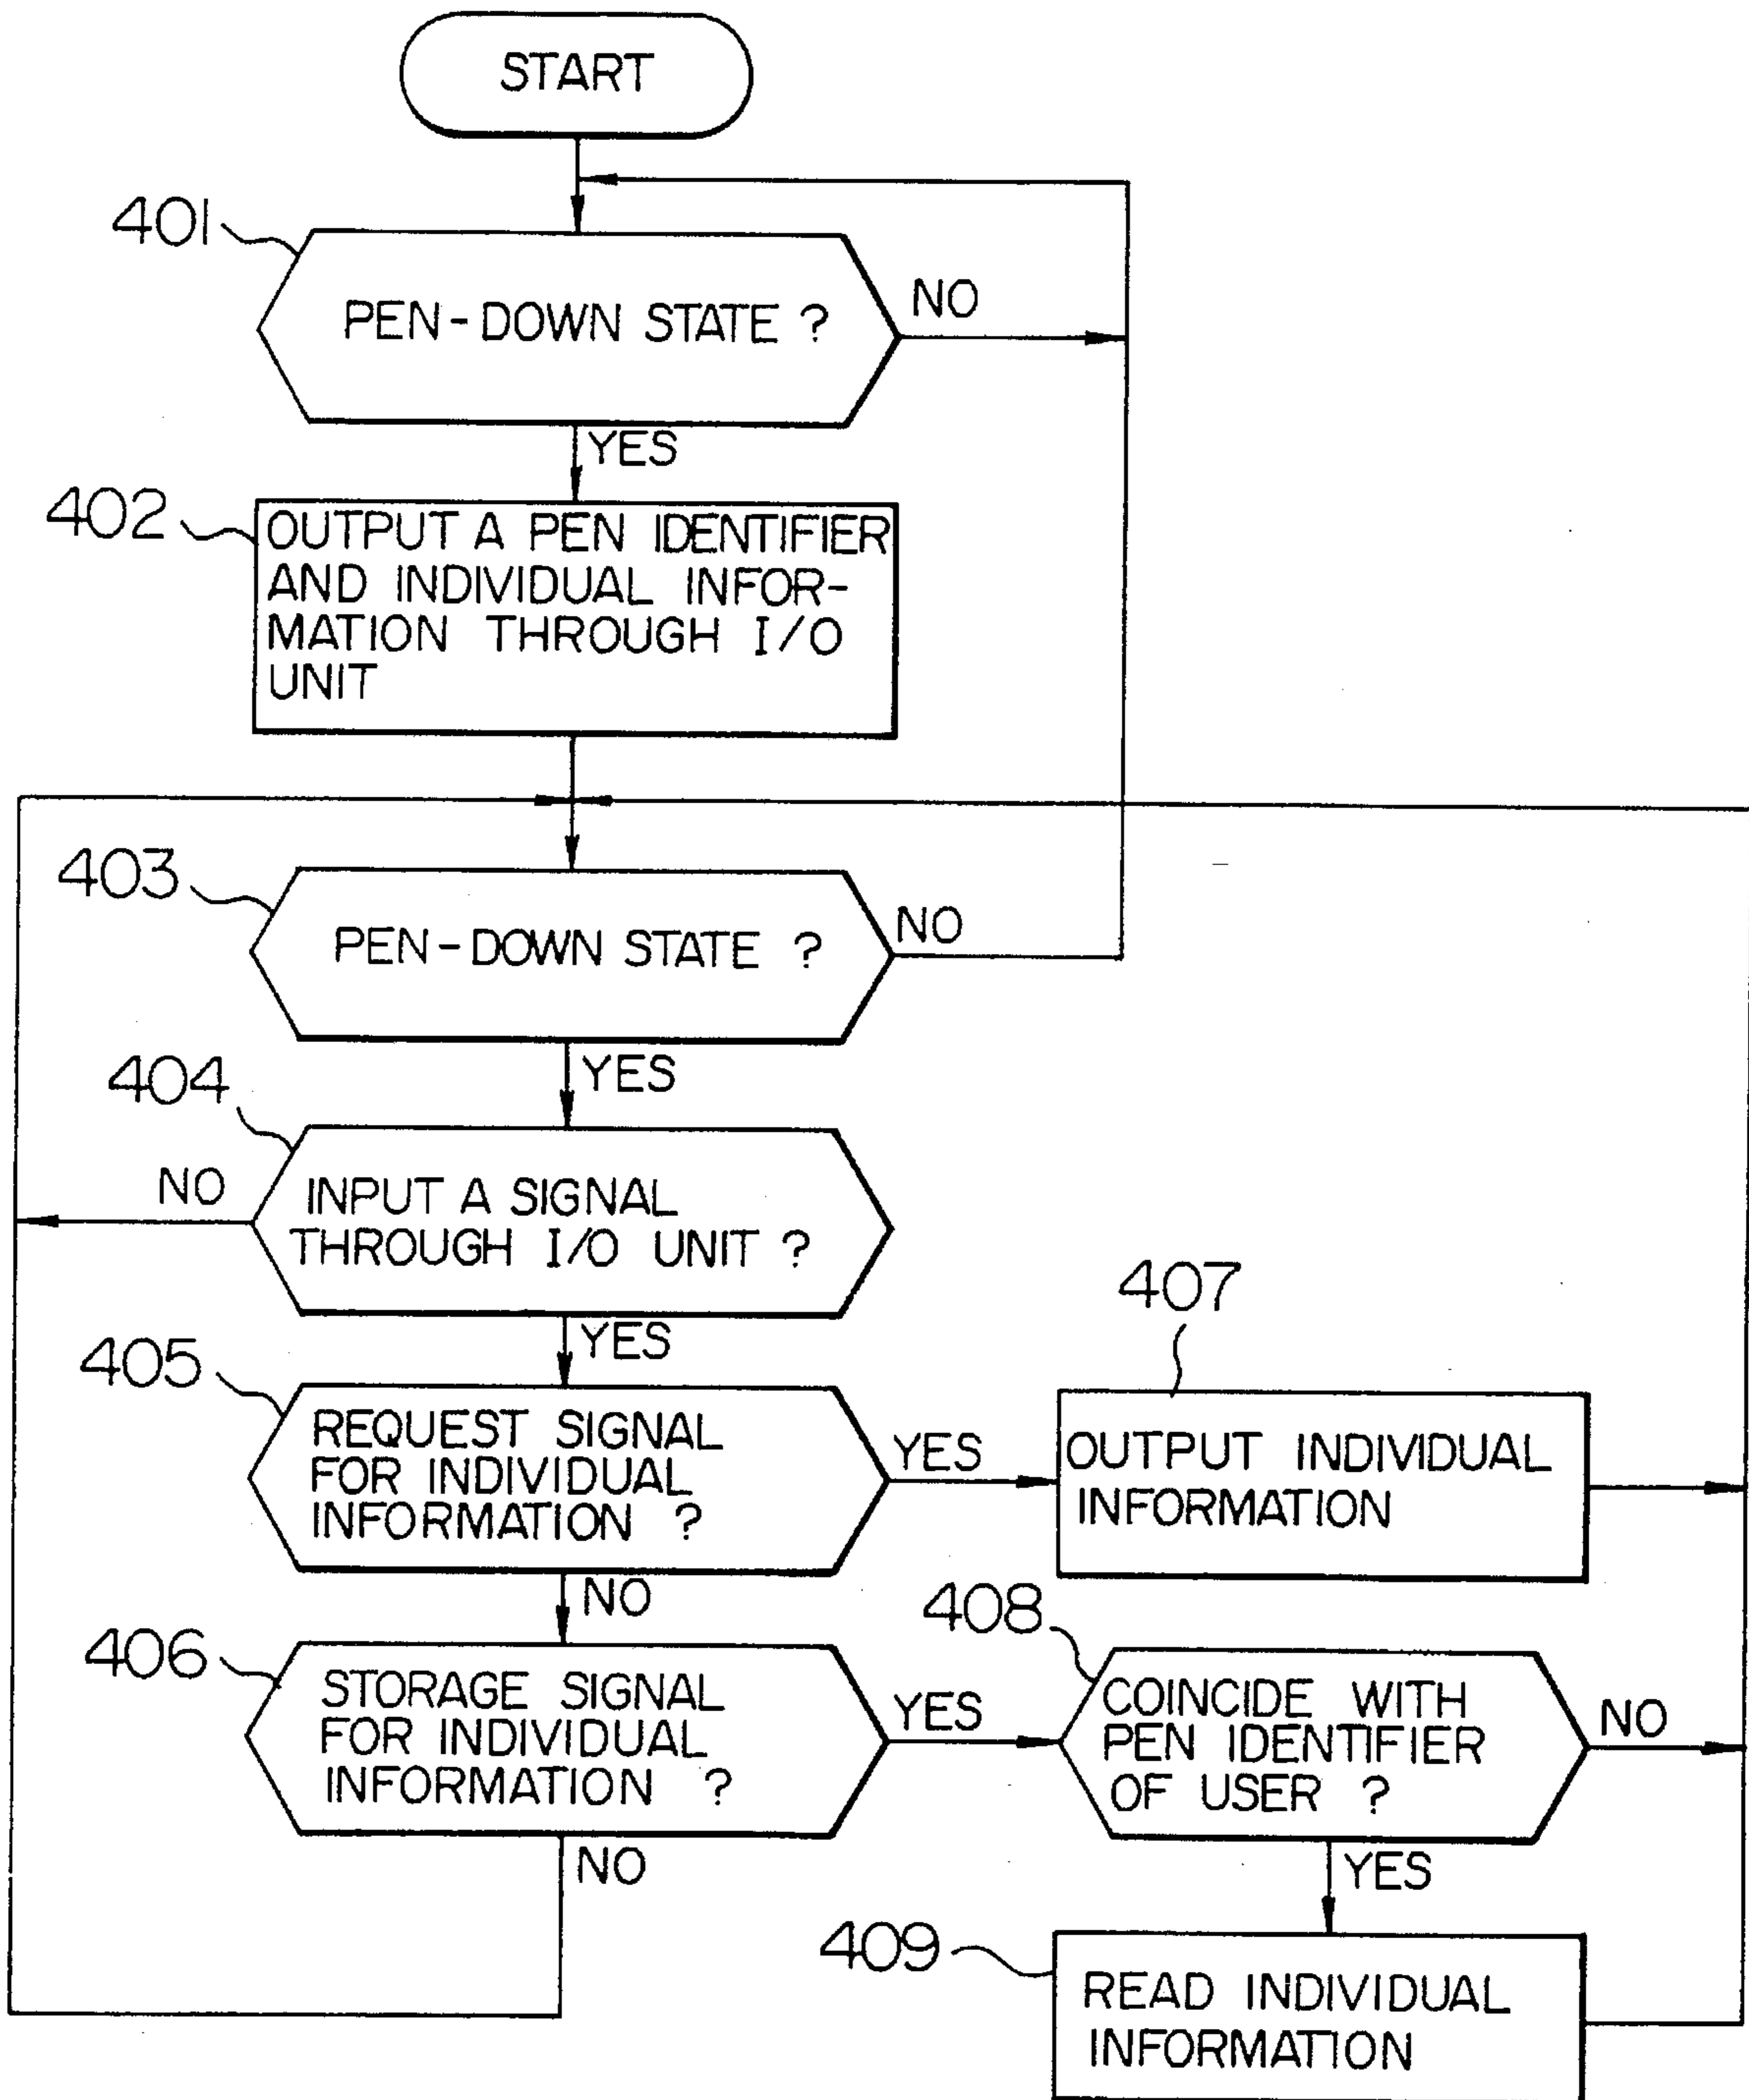 START
401
PEN-DOWN STATE ?
NO
YES
402
OUTPUT A PEN IDENTIFIER
AND INDIVIDUAL INFOR-
MATION THROUGH I/O
UNIT
403
PEN-DOWN STATE ?
NO
YES
404
NO
INPUT A SIGNAL
THROUGH I/O UNIT ?
YES
405
REQUEST SIGNAL
FOR INDIVIDUAL
INFORMATION ?
YES
407
OUTPUT INDIVIDUAL
INFORMATION
NO
406
STORAGE SIGNAL
FOR INDIVIDUAL
INFORMATION ?
YES
408
COINCIDE WITH
PEN IDENTIFIER
OF USER ?
NO
NO
YES
409
READ INDIVIDUAL
INFORMATION